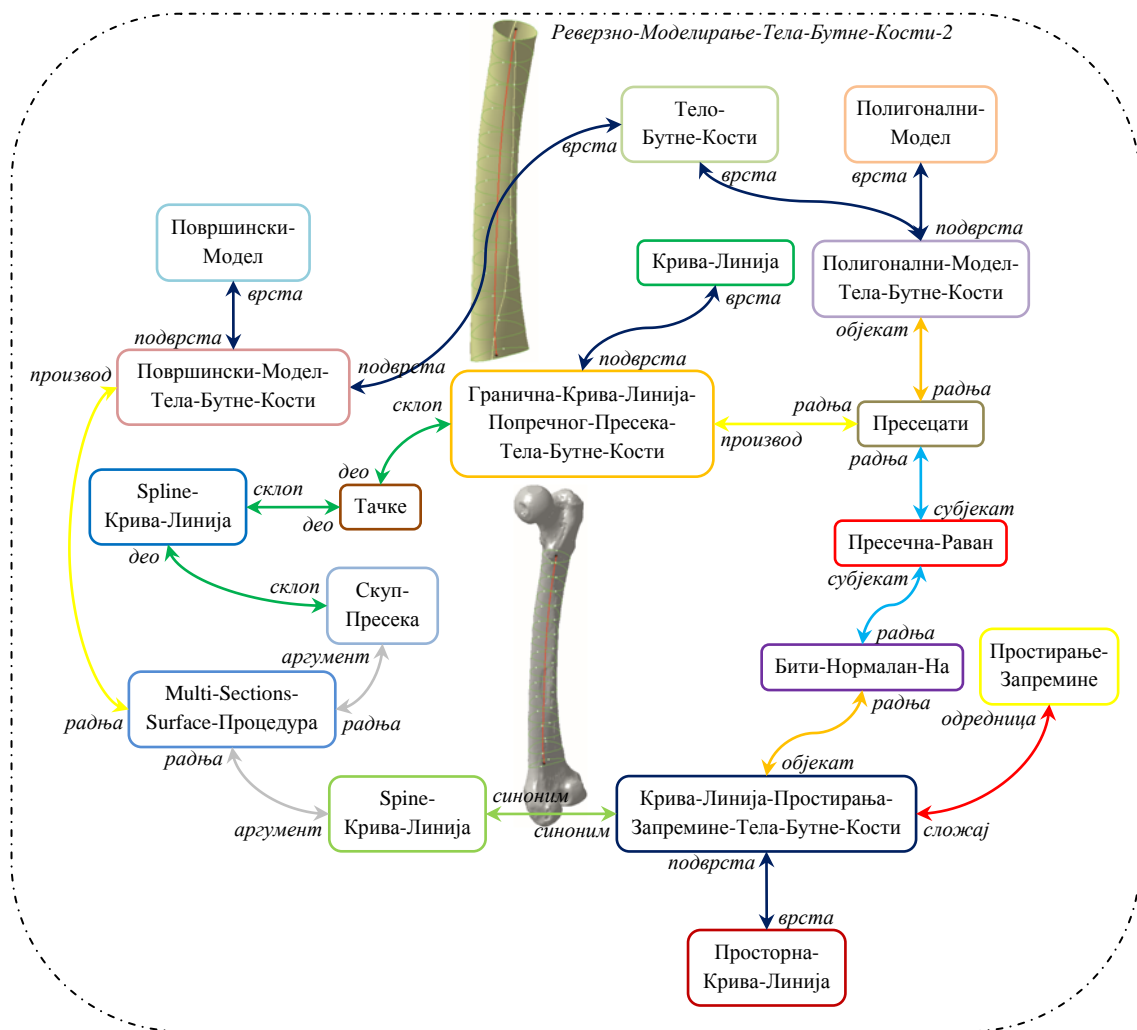 Реверзно-Моделирање-Тела-Бутне-Кости-2
Тело-
Бутне-Кости
врста
врста
Полигонални-
Модел
врста
Површински-
Модел
врста
подврста
Крива-Линија
врста
подврста
Полигонални-Модел-
Тела-Бутне-Кости
објекат
подврста
производ
Површински-Модел-
Тела-Бутне-Кости
подврста
подврста
склоп
Гранична-Крива-Линија-
Попречног-Пресека-
Тела-Бутне-Кости
производ
радња
радња
Пресецати
радња
део
Spline-
Крива-Линија
склоп
део
Тачке
део
субјекат
Пресечна-Раван
субјекат
склоп
Скуп-
Пресека
аргумент
радња
Бити-Нормалан-На
радња
Простирање-
Запремине
одредница
Multi-Sections-
Surface-Процедура
радња
радња
радња
објекат
аргумент
Spine-
Крива-Линија
синоним
синоним
Крива-Линија-Простирања-
Запремине-Тела-Бутне-Кости
сложај
подврста
врста
Просторна-
Крива-Линија